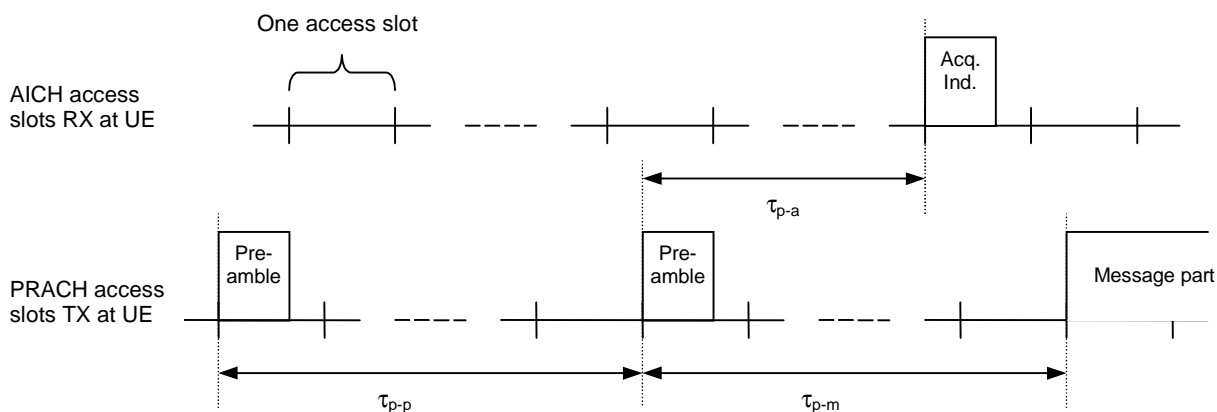 One access slot
AICH access
slots RX at UE
Acq.
Ind.
τp-a
PRACH access
slots TX at UE
Pre-
amble
Pre-
amble
Message part
τp-p
τp-m